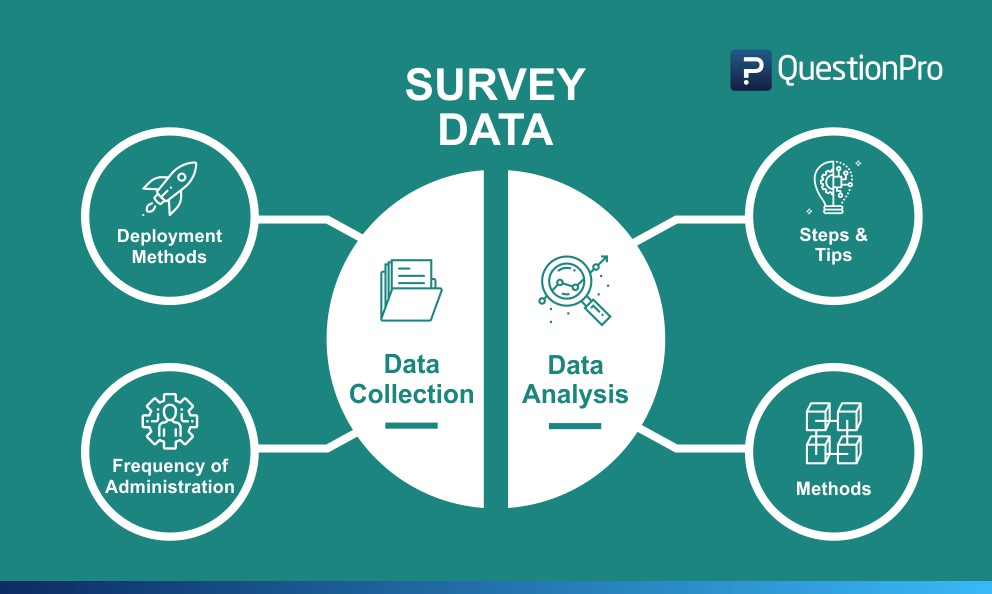 SURVEY
DATA
QuestionPro
Deployment
Methods
Steps &
Tips
Data
Collection
Data
Analysis
Frequency of
Administration
Methods